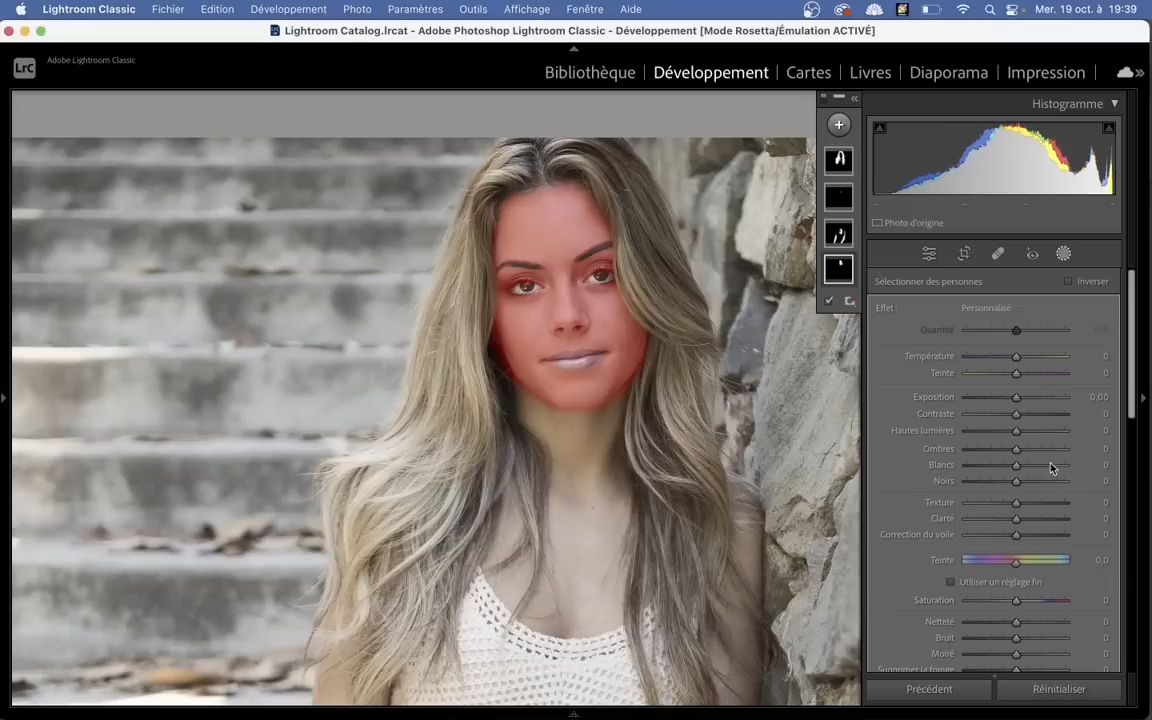 Lightroom Classic Fichier Edition Développement Photo Paramètres Outils Affichage Fenêtre Aide Mer. 19 oct. à 19:39
Lightroom Catalog.lrcat - Adobe Photoshop Lightroom Classic - Développement [Mode Rosetta/Émulation ACTIVÉ]
LrC Adobe Lightroom Classic
Bibliothèque | Développement | Cartes | Livres | Diaporama | Impression |
Histogramme
Photo d'origine
Sélectionner des personnes Inverser
Effet : Personnalisé
Quantité
Température 0
Teinte 0
Exposition 0,00
Contraste 0
Hautes lumières 0
Ombres 0
Blancs 0
Noirs 0
Texture 0
Clarté 0
Correction du voile 0
Teinte 0,0
Utiliser un réglage fin
Saturation 0
Netteté 0
Bruit 0
Moiré 0
Supprimer la frange
Précédent Réinitialiser